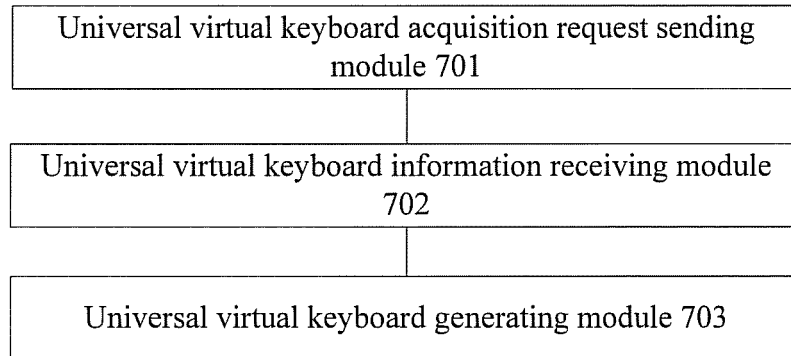 Universal virtual keyboard acquisition request sending
module 701
Universal virtual keyboard information receiving module
702
Universal virtual keyboard generating module 703